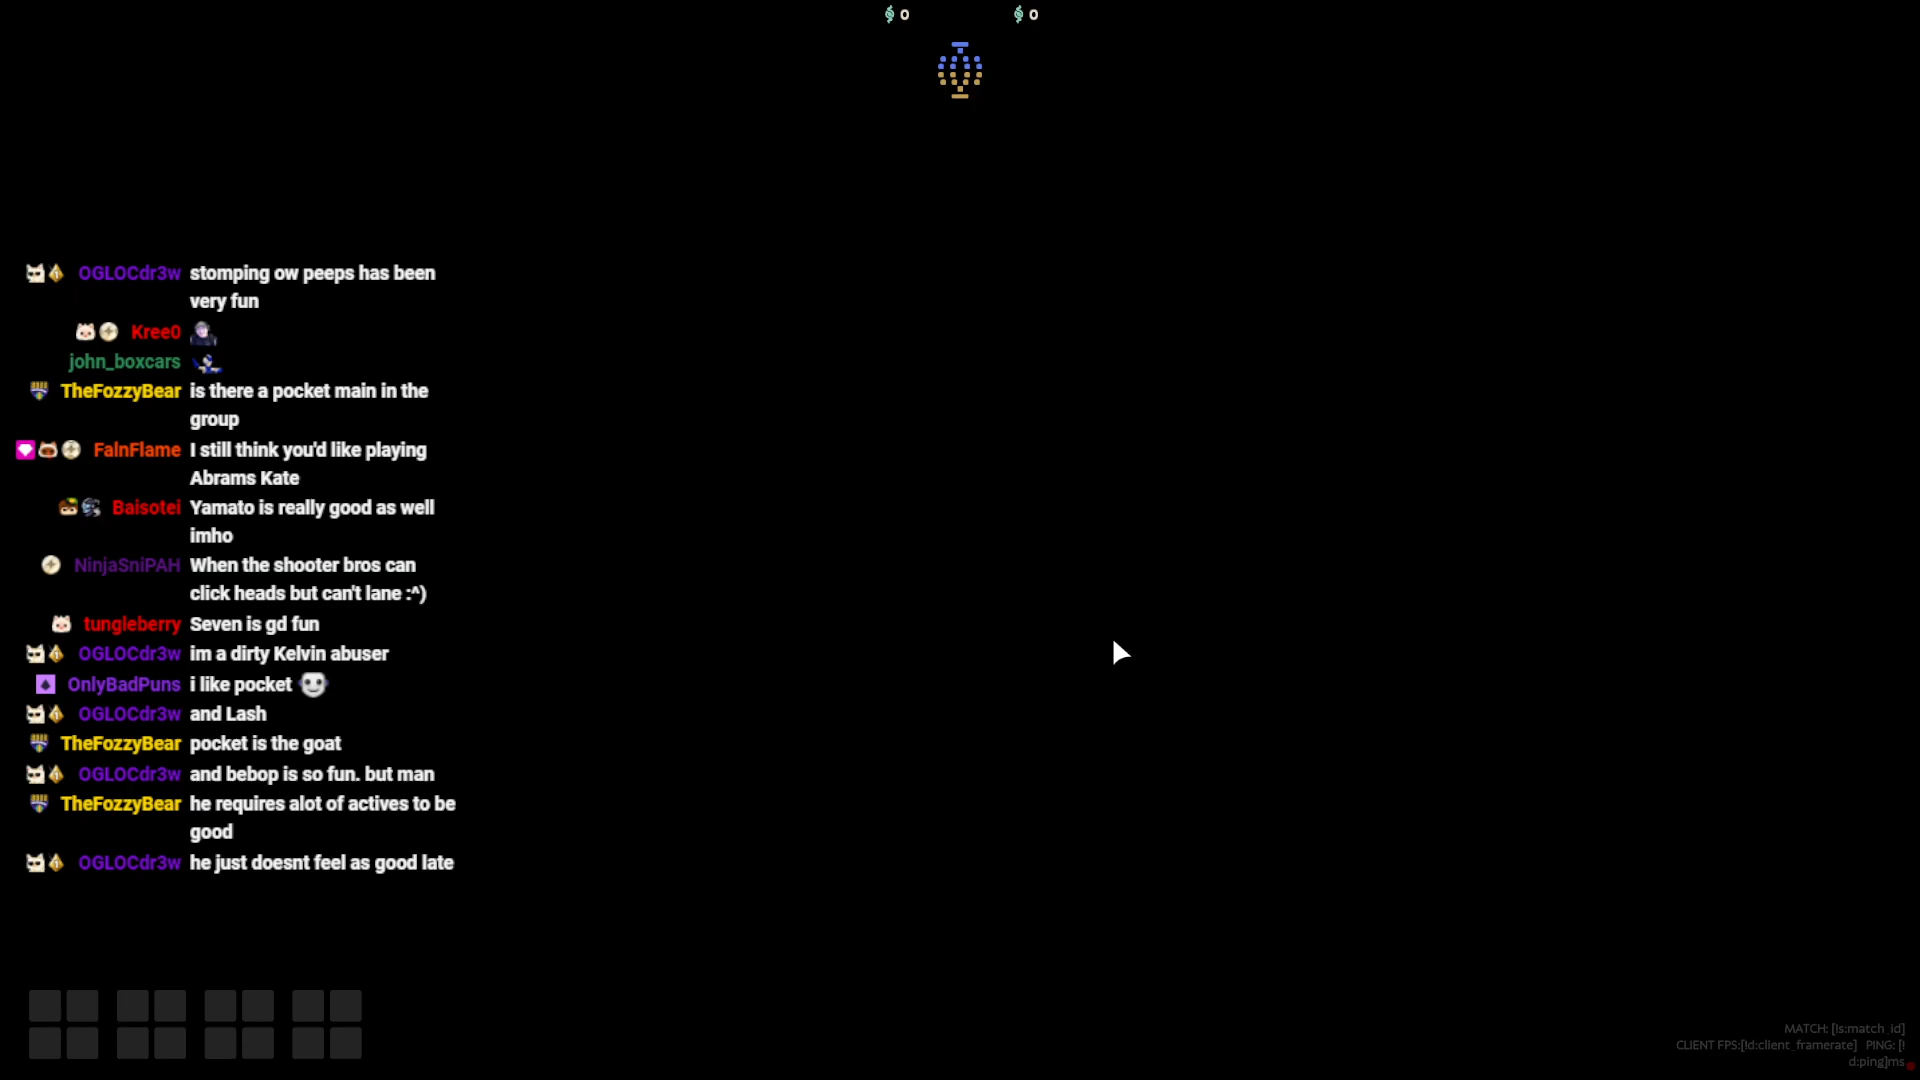 0 0
OGLOCdr3w stomping ow peeps has been
very fun
Kree0
john_boxcars
TheFozzyBear is there a pocket main in the
group
FalnFlame I still think you'd like playing
Abrams Kate
Baisotei Yamato is really good as well
imho
NinjaSniPAH When the shooter bros can
click heads but can't lane :^)
tungleberry Seven is gd fun
OGLOCdr3w im a dirty Kelvin abuser
OnlyBadPuns i like pocket
OGLOCdr3w and Lash
TheFozzyBear pocket is the goat
OGLOCdr3w and bebop is so fun. but man
TheFozzyBear he requires alot of actives to be
good
OGLOCdr3w he just doesnt feel as good late
MATCH: [!s:match_id]
CLIENT FPS:[!d:client_framerate] PING: [!
d:ping]ms